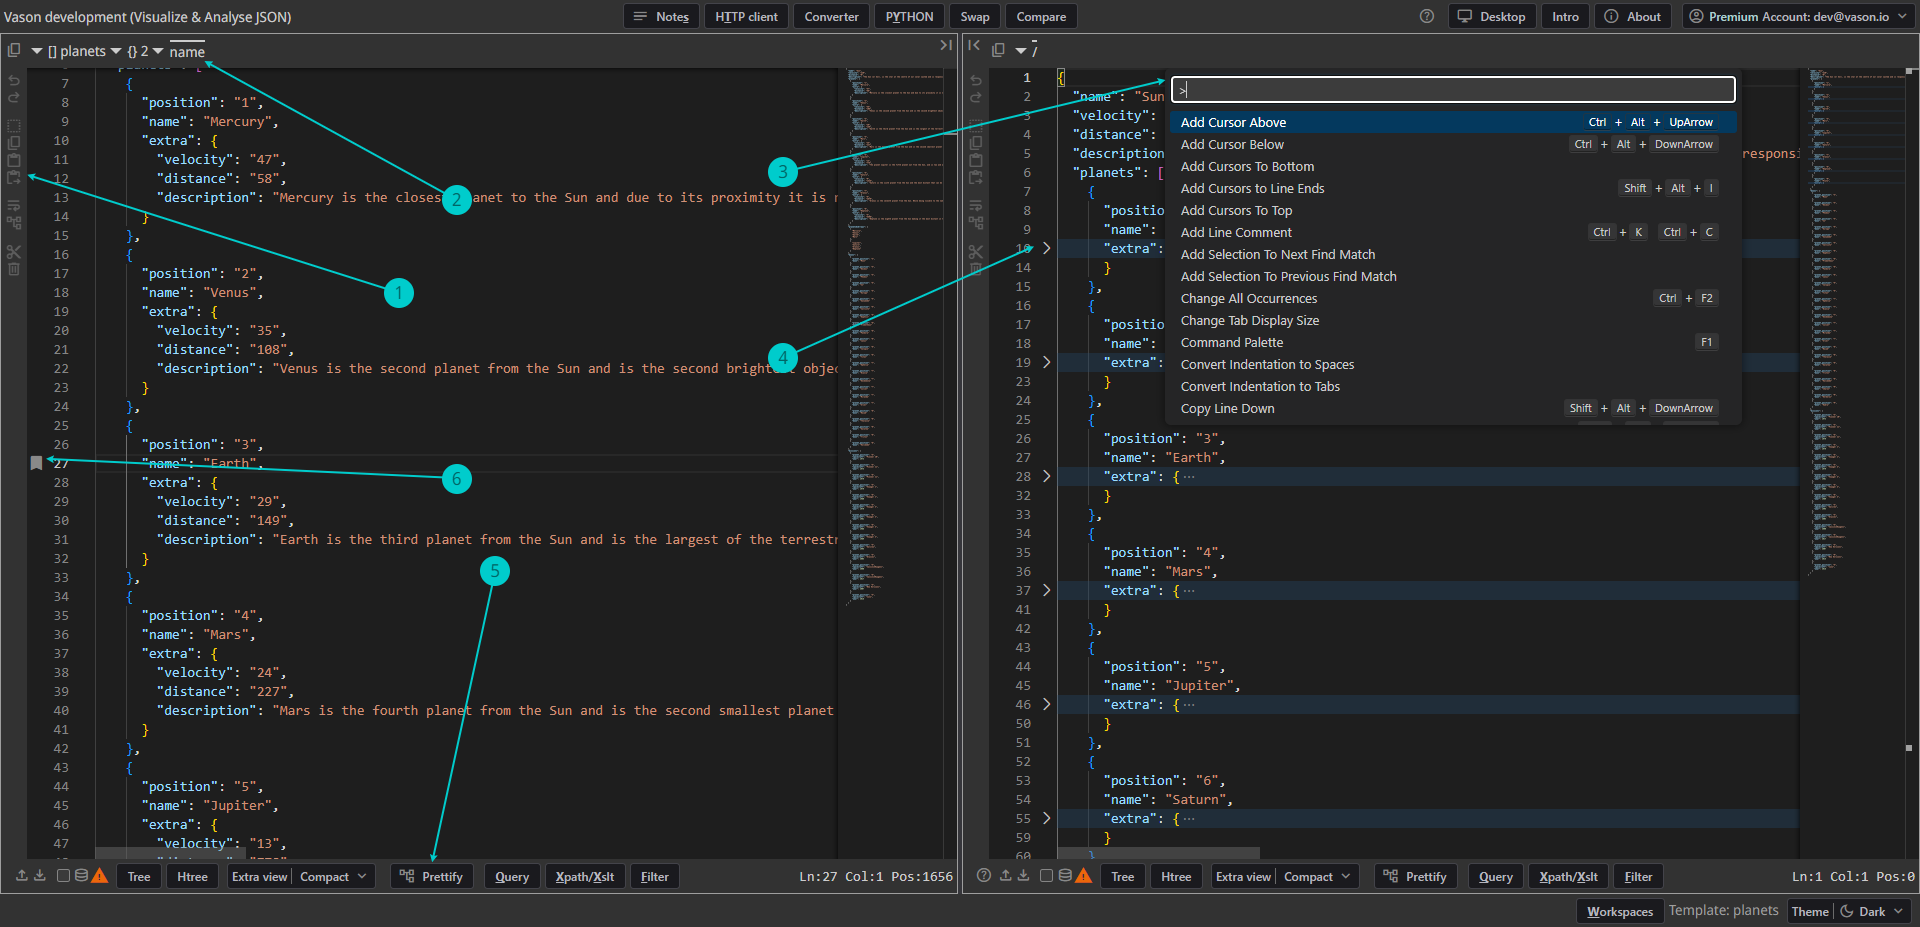 Vason development (Visualize & Analyse JSON)
Notes
HTTP client
Converter
PYTHON
Swap
Compare
Desktop
Intro
About
Premium Account: dev@vason.io
[] planets {} 2 name
7 {
8 "position": "1",
9 "name": "Mercury",
10 "extra": {
11 "velocity": "47",
12 "distance": "58",
13 "description": "Mercury is the closes anet to the Sun and due to its proximity it is
14 }
15 },
16 {
17 "position": "2",
18 "name": "Venus",
19 "extra": {
20 "velocity": "35",
21 "distance": "108",
22 "description": "Venus is the second planet from the Sun and is the second brightest objec
23 }
24 },
25 {
26 "position": "3",
27 "name": "Earth",
28 "extra": {
29 "velocity": "29",
30 "distance": "149",
31 "description": "Earth is the third planet from the Sun and is the largest of the terrestr
32 }
33 },
34 {
35 "position": "4",
36 "name": "Mars",
37 "extra": {
38 "velocity": "24",
39 "distance": "227",
40 "description": "Mars is the fourth planet from the Sun and is the second smallest planet
41 }
42 },
43 {
44 "position": "5",
45 "name": "Jupiter",
46 "extra": {
47 "velocity": "13",
1
2
3
4
5
6
Tree
Htree
Extra view Compact
Prettify
Query
Xpath/Xslt
Filter
Ln:27 Col:1 Pos:1656
/
1 {
2 "name": "Sun
3 "velocity":
4 "distance":
5 "description responsi
6 "planets": [
7 {
8 "positio
9 "name":
10 "extra":
14 }
15 },
16 {
17 "positio
18 "name":
19 "extra":
23 }
24 },
25 {
26 "position": "3",
27 "name": "Earth",
28 "extra": { ···
32 }
33 },
34 {
35 "position": "4",
36 "name": "Mars",
37 "extra": { ···
41 }
42 },
43 {
44 "position": "5",
45 "name": "Jupiter",
46 "extra": { ···
50 }
51 },
52 {
53 "position": "6",
54 "name": "Saturn",
55 "extra": { ···
59 }
60 }
>
Add Cursor Above Ctrl + Alt + UpArrow
Add Cursor Below Ctrl + Alt + DownArrow
Add Cursors To Bottom
Add Cursors to Line Ends Shift + Alt + I
Add Cursors To Top
Add Line Comment Ctrl + K Ctrl + C
Add Selection To Next Find Match
Add Selection To Previous Find Match
Change All Occurrences Ctrl + F2
Change Tab Display Size
Command Palette F1
Convert Indentation to Spaces
Convert Indentation to Tabs
Copy Line Down Shift + Alt + DownArrow
Tree
Htree
Extra view Compact
Prettify
Query
Xpath/Xslt
Filter
Ln:1 Col:1 Pos:0
Workspaces
Template: planets
Theme Dark